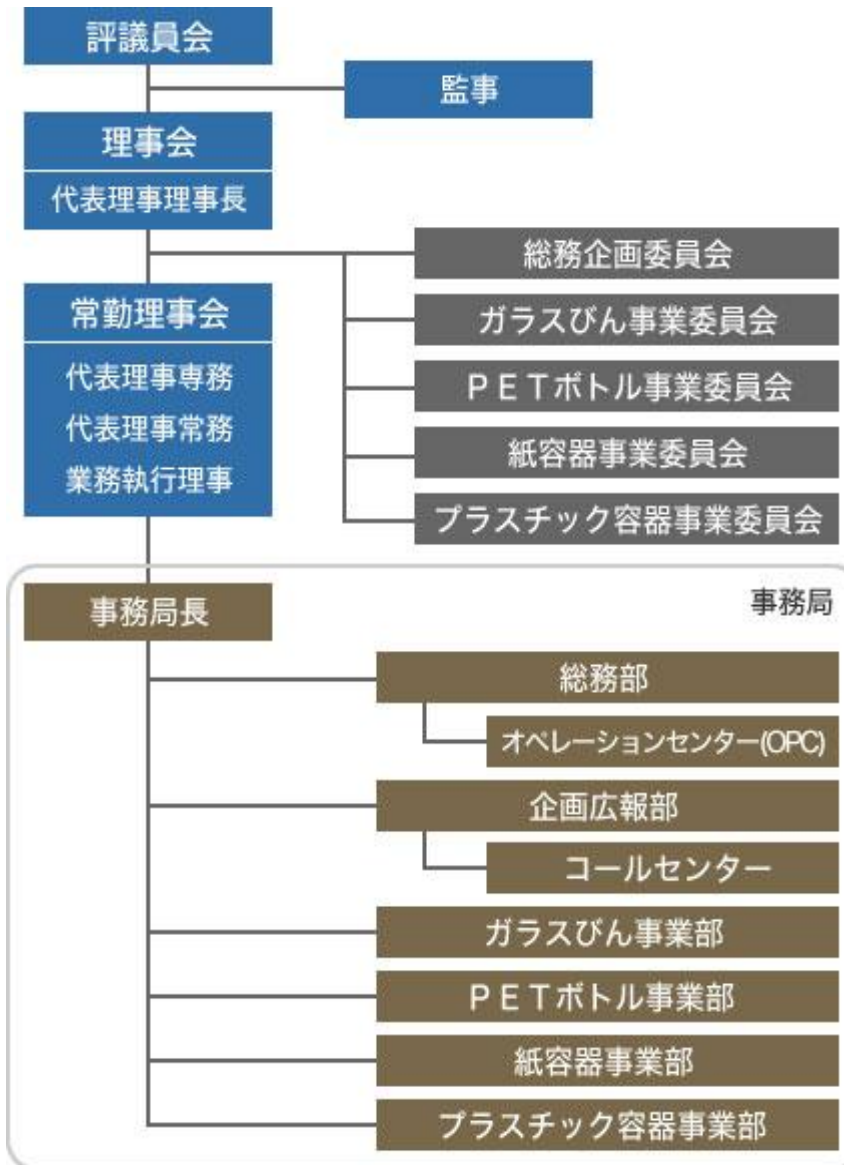 評議員会
監事
理事会
代表理事理事長
総務企画委員会
常勤理事会
ガラスびん事業委員会
代表理事専務
ＰＥＴボトル事業委員会
代表理事常務
紙容器事業委員会
業務執行理事
プラスチック容器事業委員会
事務局長
事務局
総務部
オペレーションセンター(OPC)
企画広報部
コールセンター
ガラスびん事業部
ＰＥＴボトル事業部
紙容器事業部
プラスチック容器事業部